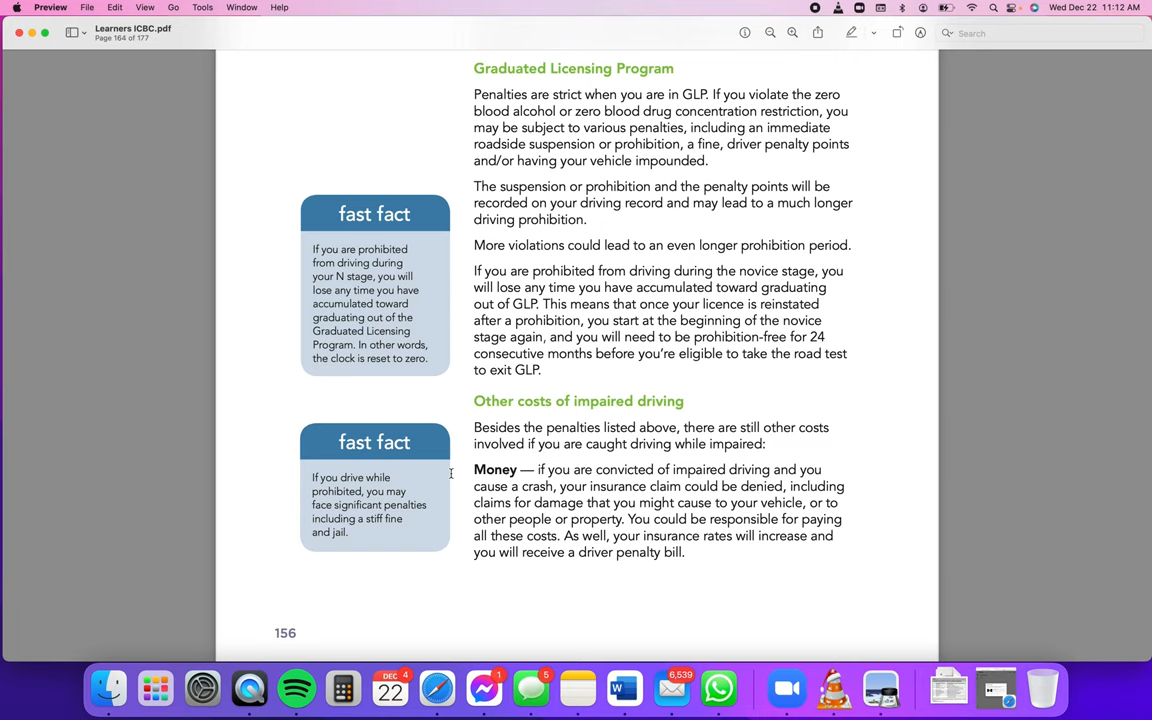 Preview File Edit View Go Tools Window Help
4 Wed Dec 22 11:12 AM
Learners ICBC.pdf
Page 164 of 177
Search
Graduated Licensing Program
Penalties are strict when you are in GLP. If you violate the zero
blood alcohol or zero blood drug concentration restriction, you
may be subject to various penalties, including an immediate
roadside suspension or prohibition, a fine, driver penalty points
and/or having your vehicle impounded.
The suspension or prohibition and the penalty points will be
recorded on your driving record and may lead to a much longer
driving prohibition.
More violations could lead to an even longer prohibition period.
If you are prohibited from driving during the novice stage, you
will lose any time you have accumulated toward graduating
out of GLP. This means that once your licence is reinstated
after a prohibition, you start at the beginning of the novice
stage again, and you will need to be prohibition-free for 24
consecutive months before you're eligible to take the road test
to exit GLP.
fast fact
If you are prohibited
from driving during
your N stage, you will
lose any time you have
accumulated toward
graduating out of the
Graduated Licensing
Program. In other words,
the clock is reset to zero.
Other costs of impaired driving
Besides the penalties listed above, there are still other costs
involved if you are caught driving while impaired:
Money — if you are convicted of impaired driving and you
cause a crash, your insurance claim could be denied, including
claims for damage that you might cause to your vehicle, or to
other people or property. You could be responsible for paying
all these costs. As well, your insurance rates will increase and
you will receive a driver penalty bill.
fast fact
If you drive while
prohibited, you may
face significant penalties
including a stiff fine
and jail.
156
DEC 4
22
1
5
W
6,539